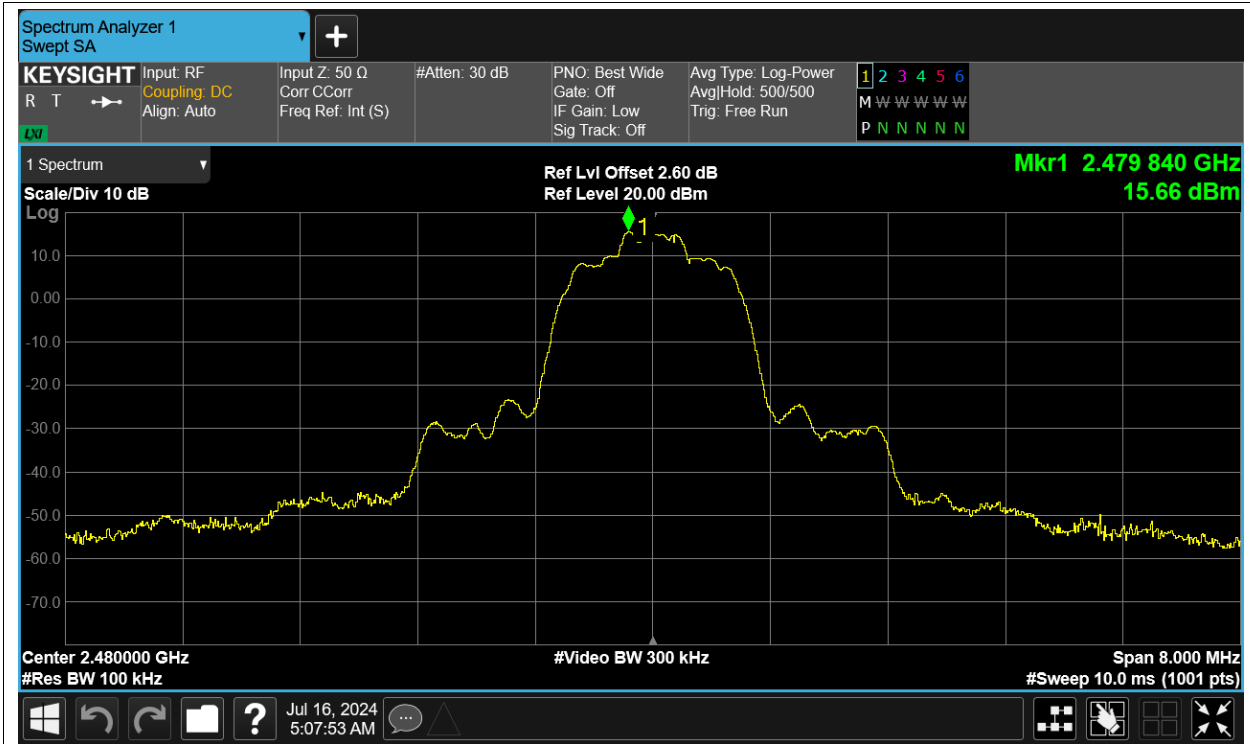 Spectrum Analyzer 1
Swept SA
KEYSIGHT
R T
LXI
Input: RF
Coupling: DC
Align: Auto
Input Z: 50 Ω
Corr CCorr
Freq Ref: Int (S)
#Atten: 30 dB
PNO: Best Wide
Gate: Off
IF Gain: Low
Sig Track: Off
Avg Type: Log-Power
Avg|Hold: 500/500
Trig: Free Run
1 2 3 4 5 6
M W W W W W
P N N N N N
1 Spectrum
Scale/Div 10 dB
Log
Ref Lvl Offset 2.60 dB
Ref Level 20.00 dBm
Mkr1 2.479 840 GHz
15.66 dBm
1
10.0
0.00
-10.0
-20.0
-30.0
-40.0
-50.0
-60.0
-70.0
Center 2.480000 GHz
#Video BW 300 kHz
Span 8.000 MHz
#Res BW 100 kHz
#Sweep 10.0 ms (1001 pts)
?
Jul 16, 2024
5:07:53 AM